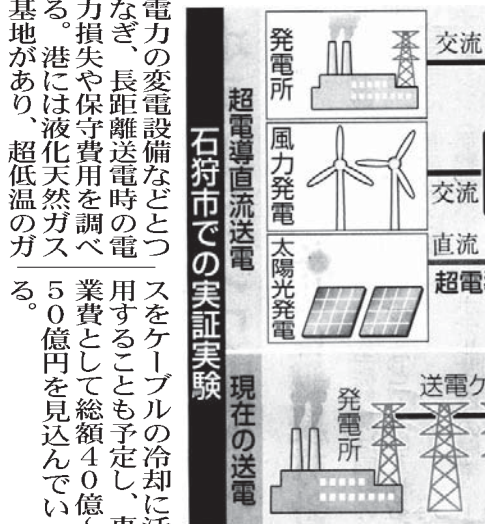 石狩市での実証実験
超電導直流送電
発電所
交流
風力発電
交流
太陽光発電
直流
超電
現在の送電
発電所
送電ケ
電力の変電設備などとつ
なぎ、長距離送電時の電
力損失や保守費用を調べ
る。港には液化天然ガス
基地があり、超低温のガ
スをケーブルの冷却に活
用することも予定し、事
業費として総額40億~
50億円を見込んでい
る。